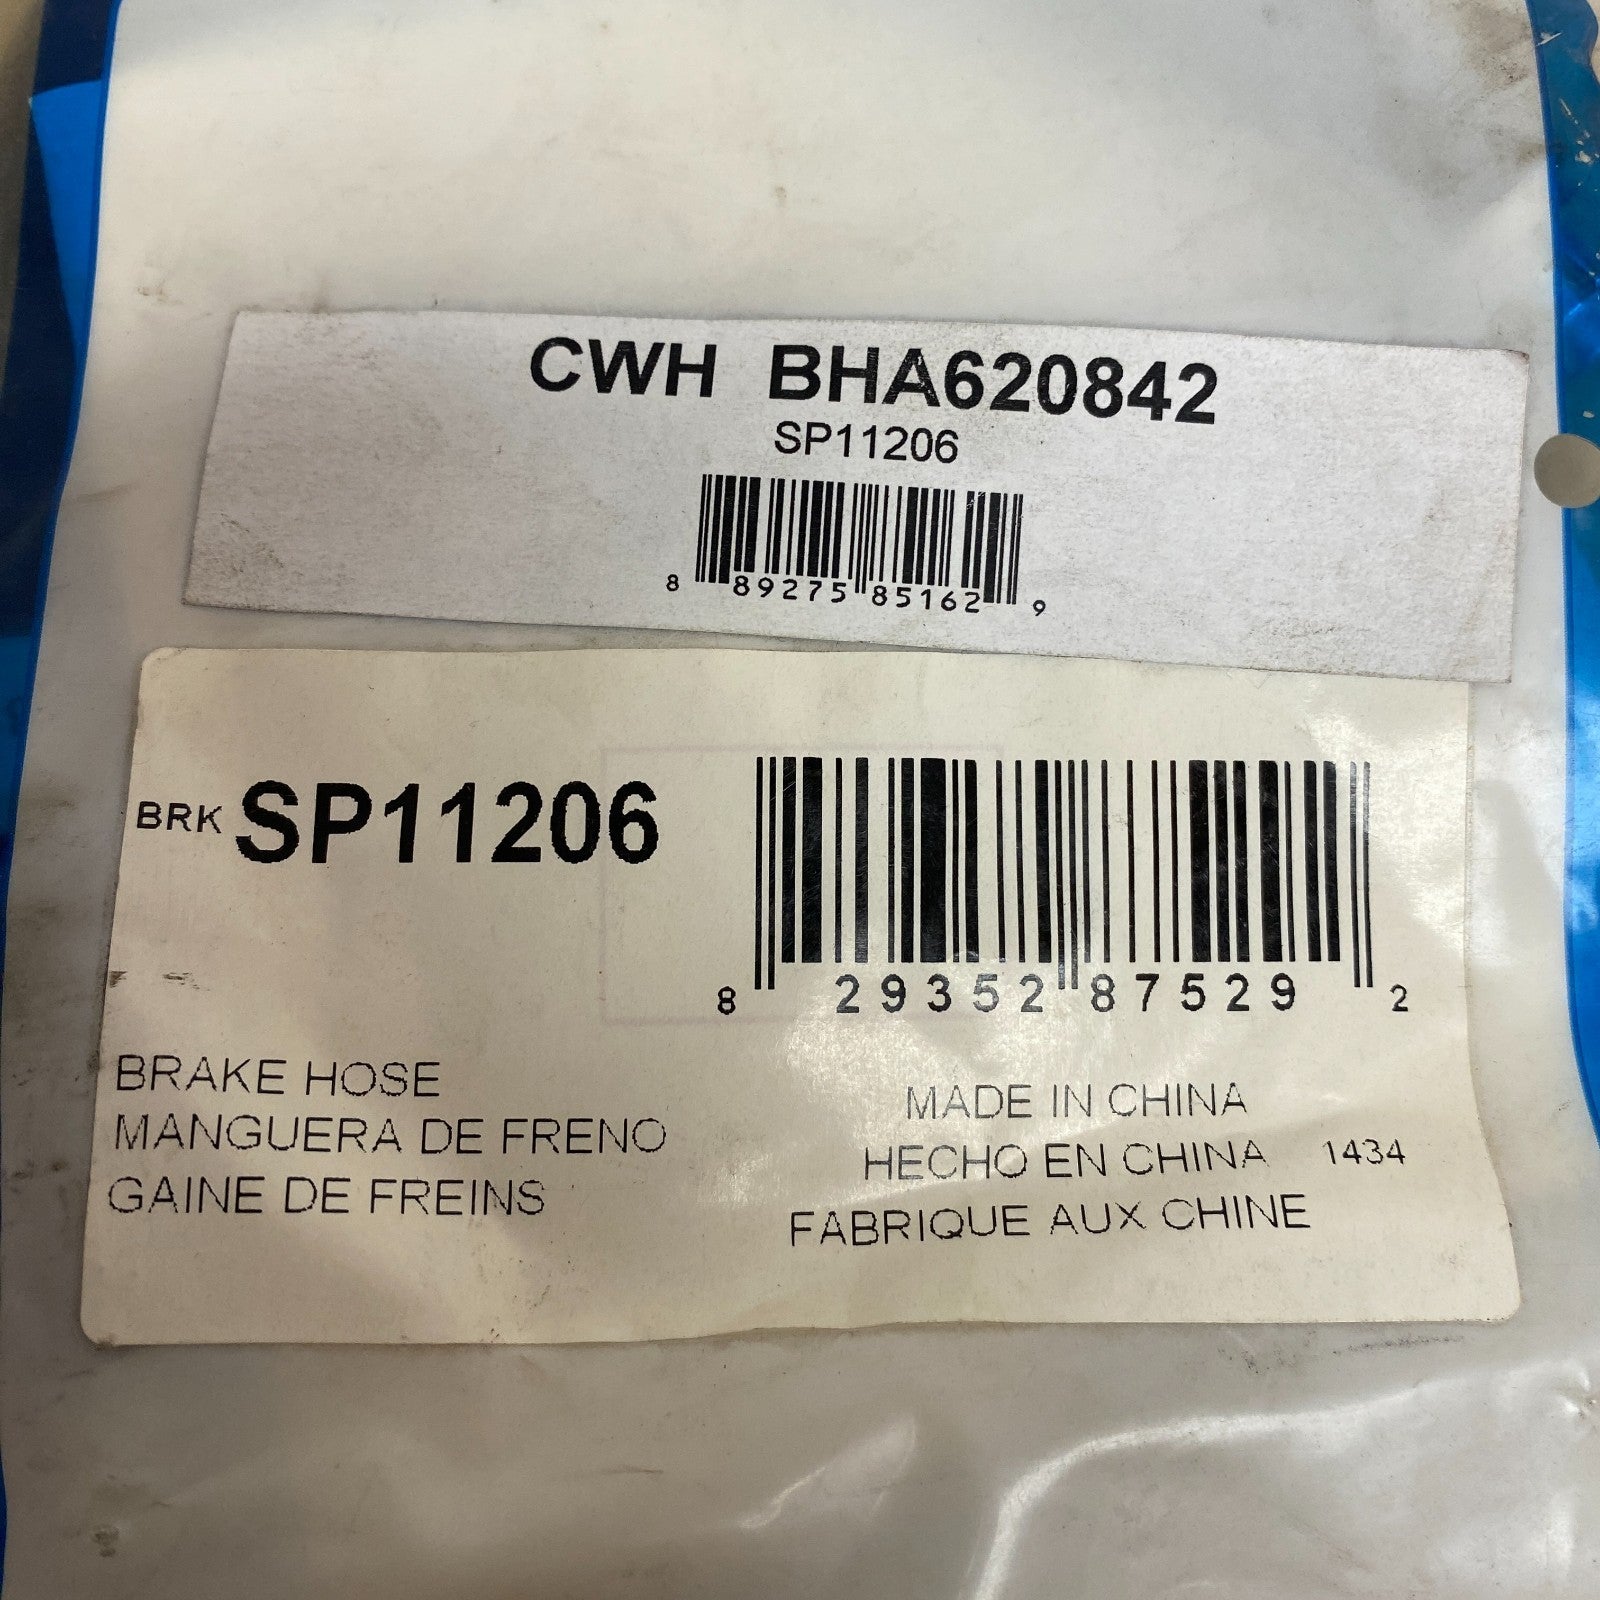 CWH BHA620842
SP11206
8 89275 85162 9
BRK SP11206
8 29352 87529 2
BRAKE HOSE
MANGUERA DE FRENO
GAINE DE FREINS
MADE IN CHINA
HECHO EN CHINA 1434
FABRIQUE AUX CHINE